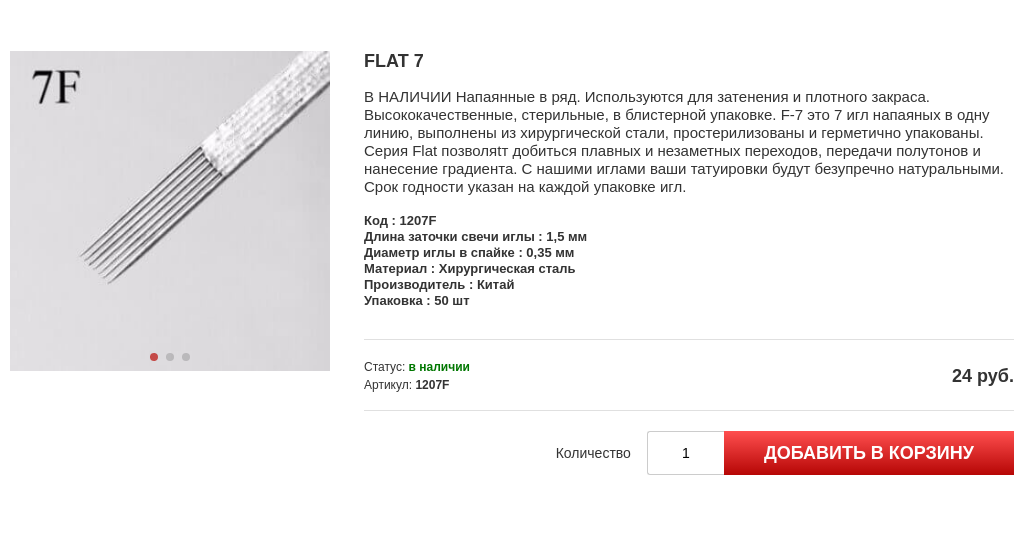 7F
FLAT 7
В НАЛИЧИИ Напаянные в ряд. Используются для затенения и плотного закраса.
Высококачественные, стерильные, в блистерной упаковке. F-7 это 7 игл напаяных в одну
линию, выполнены из хирургической стали, простерилизованы и герметично упакованы.
Серия Flat позволяtт добиться плавных и незаметных переходов, передачи полутонов и
нанесение градиента. С нашими иглами ваши татуировки будут безупречно натуральными.
Срок годности указан на каждой упаковке игл.
Код : 1207F
Длина заточки свечи иглы : 1,5 мм
Диаметр иглы в спайке : 0,35 мм
Материал : Хирургическая сталь
Производитель : Китай
Упаковка : 50 шт
Статус: в наличии
Артикул: 1207F
24 руб.
Количество
1
ДОБАВИТЬ В КОРЗИНУ